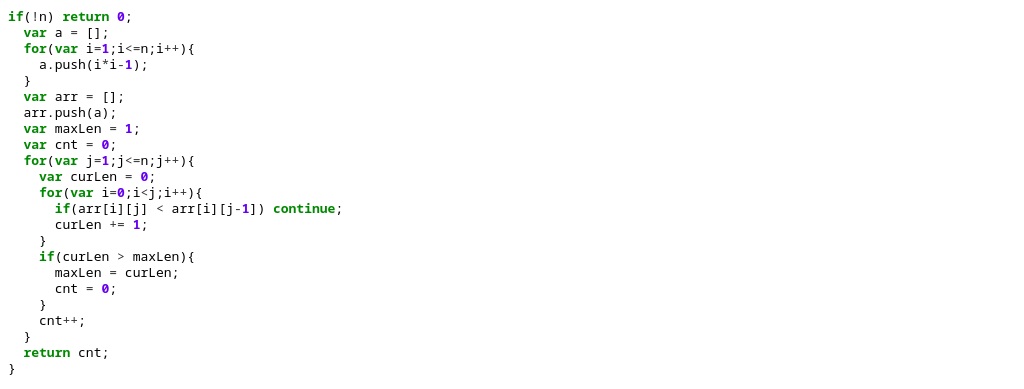 if(!n) return 0;
  var a = [];
  for(var i=1;i<=n;i++){
    a.push(i*i-1);
  }
  var arr = [];
  arr.push(a);
  var maxLen = 1;
  var cnt = 0;
  for(var j=1;j<=n;j++){
    var curLen = 0;
    for(var i=0;i<j;i++){
      if(arr[i][j] < arr[i][j-1]) continue;
      curLen += 1;
    }
    if(curLen > maxLen){
      maxLen = curLen;
      cnt = 0;
    }
    cnt++;
  }
  return cnt;
}